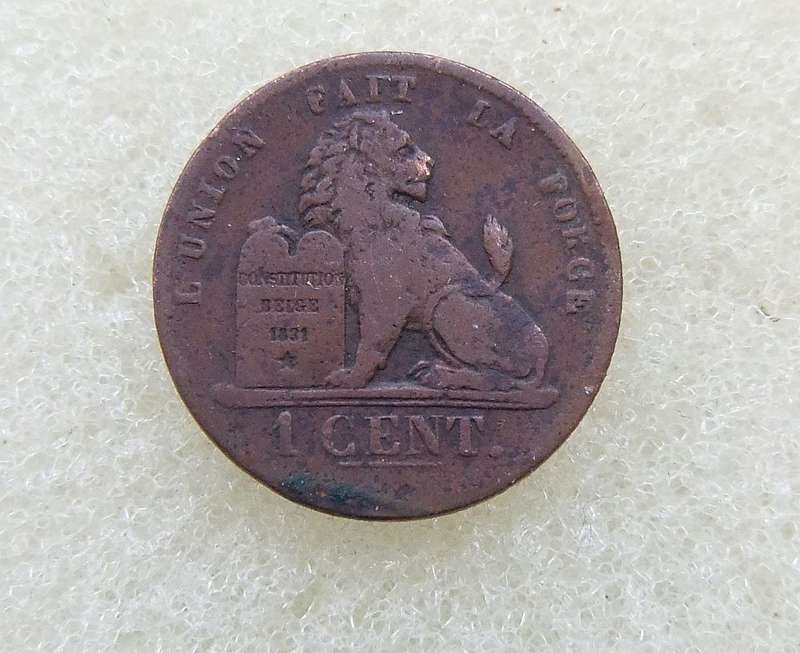 L'UNION FAIT LA FORCE
CONSTITUTION
BELGE
1831
1 CENT.